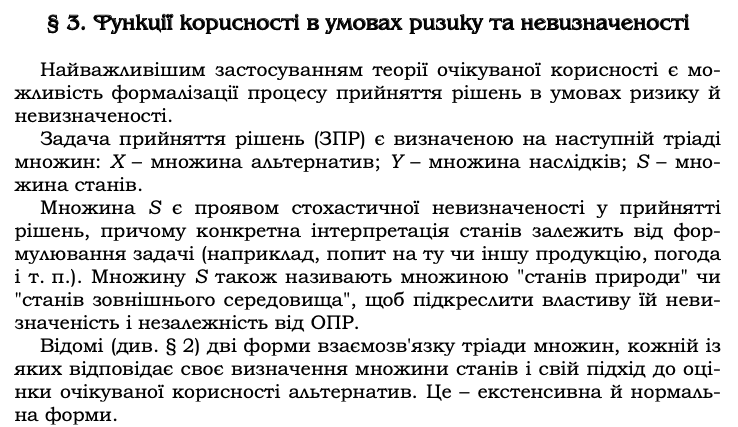 § 3. Функції корисності в умовах ризику та невизначеності
Найважливішим застосуванням теорії очікуваної корисності є мо-
жливість формалізації процесу прийняття рішень в умовах ризику й
невизначеності.
Задача прийняття рішень (ЗПР) є визначеною на наступній тріаді
множин: X – множина альтернатив; Y – множина наслідків; S – мно-
жина станів.
Множина S є проявом стохастичної невизначеності у прийнятті
рішень, причому конкретна інтерпретація станів залежить від фор-
мулювання задачі (наприклад, попит на ту чи іншу продукцію, погода
і т. п.). Множину S також називають множиною "станів природи" чи
"станів зовнішнього середовища", щоб підкреслити властиву їй неви-
значеність і незалежність від ОПР.
Відомі (див. § 2) дві форми взаємозв'язку тріади множин, кожній із
яких відповідає своє визначення множини станів і свій підхід до оці-
нки очікуваної корисності альтернатив. Це – екстенсивна й нормаль-
на форми.